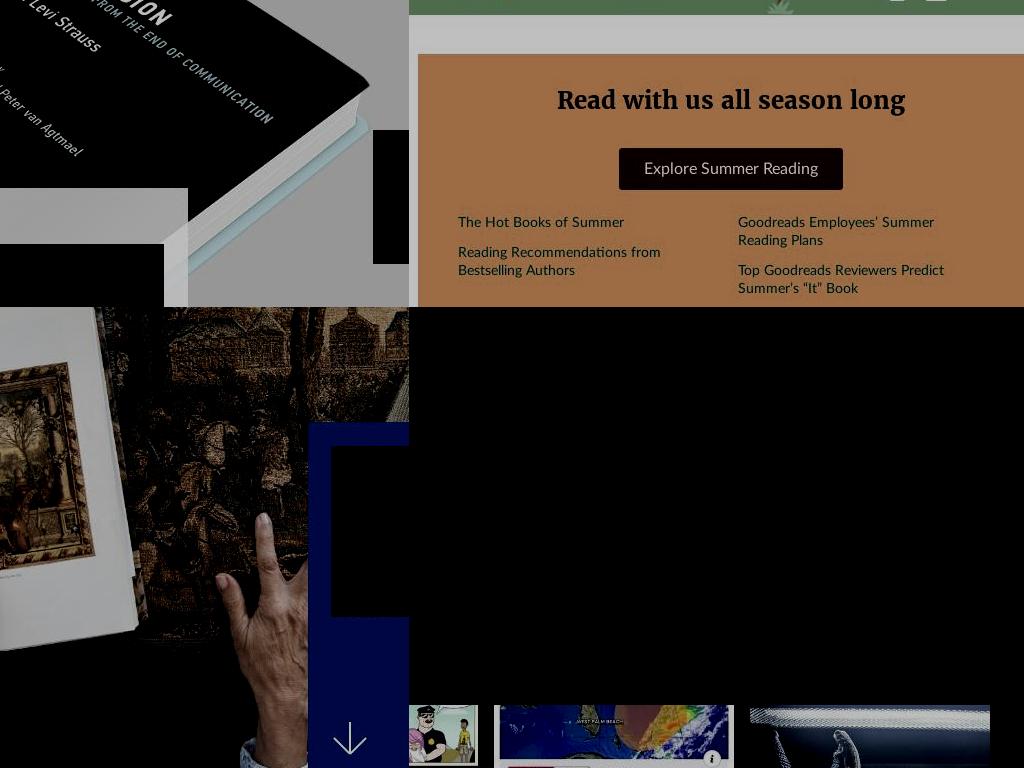 Levi Strauss
FROM THE END OF COMMUNICATION
Peter van Agtmael
Read with us all season long
Explore Summer Reading
The Hot Books of Summer
Reading Recommendations from
Bestselling Authors
Goodreads Employees’ Summer
Reading Plans
Top Goodreads Reviewers Predict
Summer’s “It” Book
WEST PALM BEACH
i